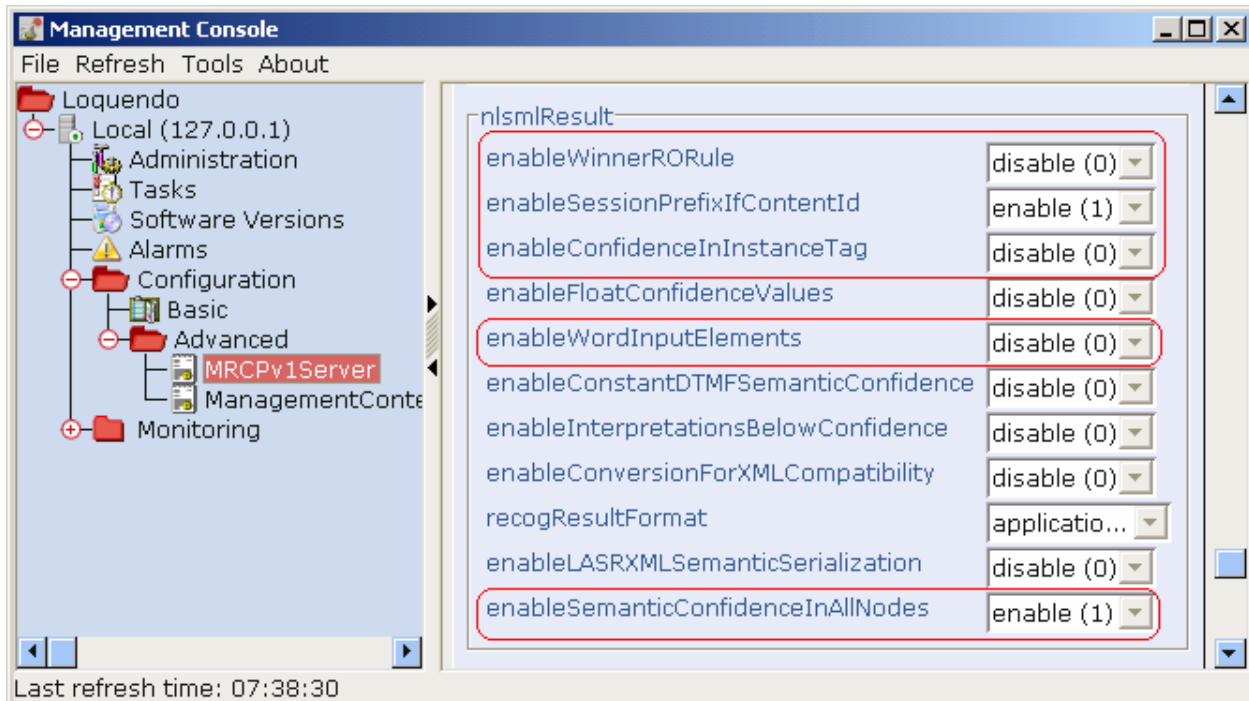 Management Console
File Refresh Tools About
Loquendo
Local (127.0.0.1)
Administration
Tasks
Software Versions
Alarms
Configuration
Basic
Advanced
MRCPv1Server
ManagementConte
Monitoring
nlsmlResult
enableWinnerRORule disable (0)
enableSessionPrefixIfContentId enable (1)
enableConfidenceInInstanceTag disable (0)
enableFloatConfidenceValues disable (0)
enableWordInputElements disable (0)
enableConstantDTMFSemanticConfidence disable (0)
enableInterpretationsBelowConfidence disable (0)
enableConversionForXMLCompatibility disable (0)
recogResultFormat applicatio...
enableLASRXMLSemanticSerialization disable (0)
enableSemanticConfidenceInAllNodes enable (1)
Last refresh time: 07:38:30